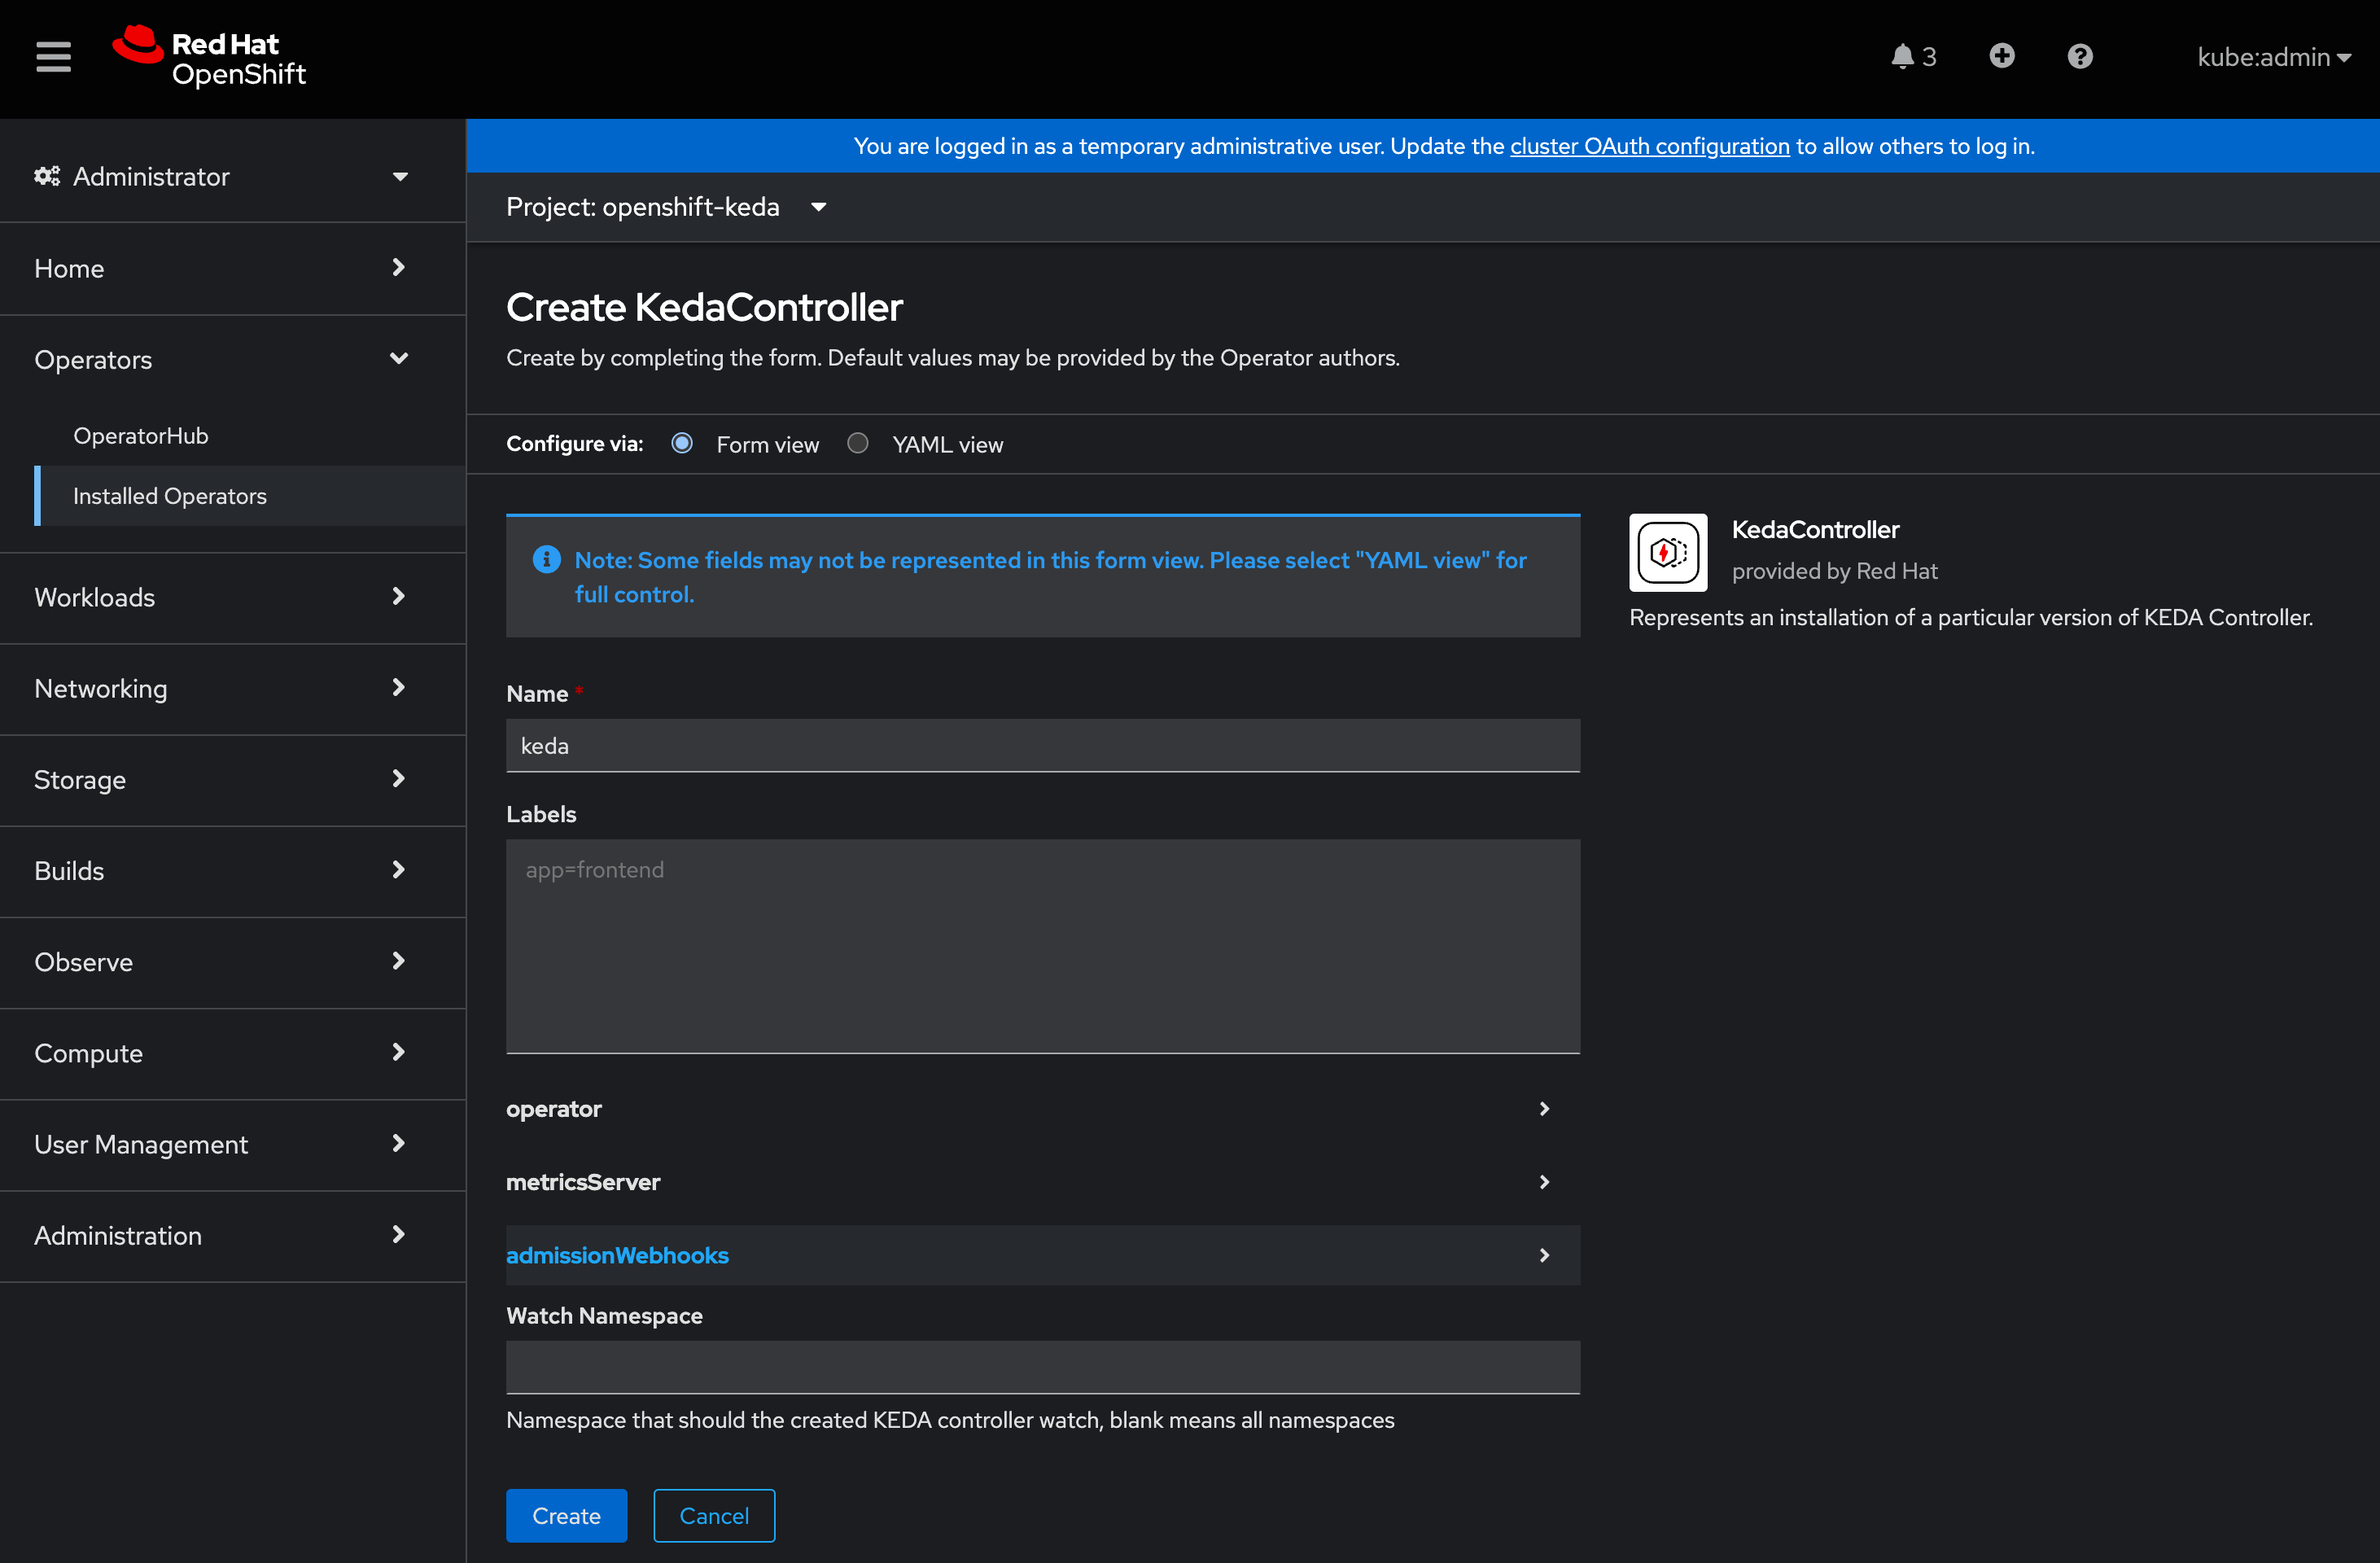 Red Hat
OpenShift
3
kube:admin
Administrator
Home
Operators
OperatorHub
Installed Operators
Workloads
Networking
Storage
Builds
Observe
Compute
User Management
Administration
You are logged in as a temporary administrative user. Update the cluster OAuth configuration to allow others to log in.
Project: openshift-keda
Create KedaController
Create by completing the form. Default values may be provided by the Operator authors.
Configure via: Form view YAML view
Note: Some fields may not be represented in this form view. Please select "YAML view" for
full control.
Name *
keda
Labels
app=frontend
operator
metricsServer
admissionWebhooks
Watch Namespace
Namespace that should the created KEDA controller watch, blank means all namespaces
Create Cancel
KedaController
provided by Red Hat
Represents an installation of a particular version of KEDA Controller.